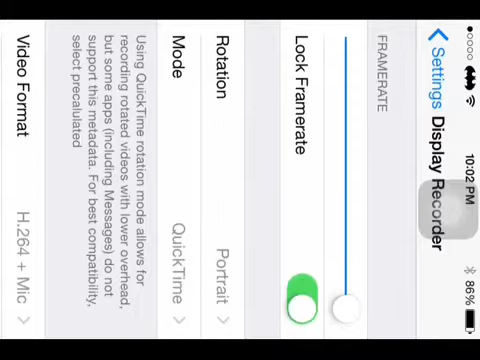 10:02 PM
86%
Settings
Display Recorder
FRAMERATE
Lock Framerate
Rotation
Portrait
Mode
QuickTime
Using QuickTime rotation mode allows for
recording rotated videos with lower overhead,
but some apps (including Messages) do not
support this metadata. For best compatibility,
select precalulated
Video Format
H.264 + Mic